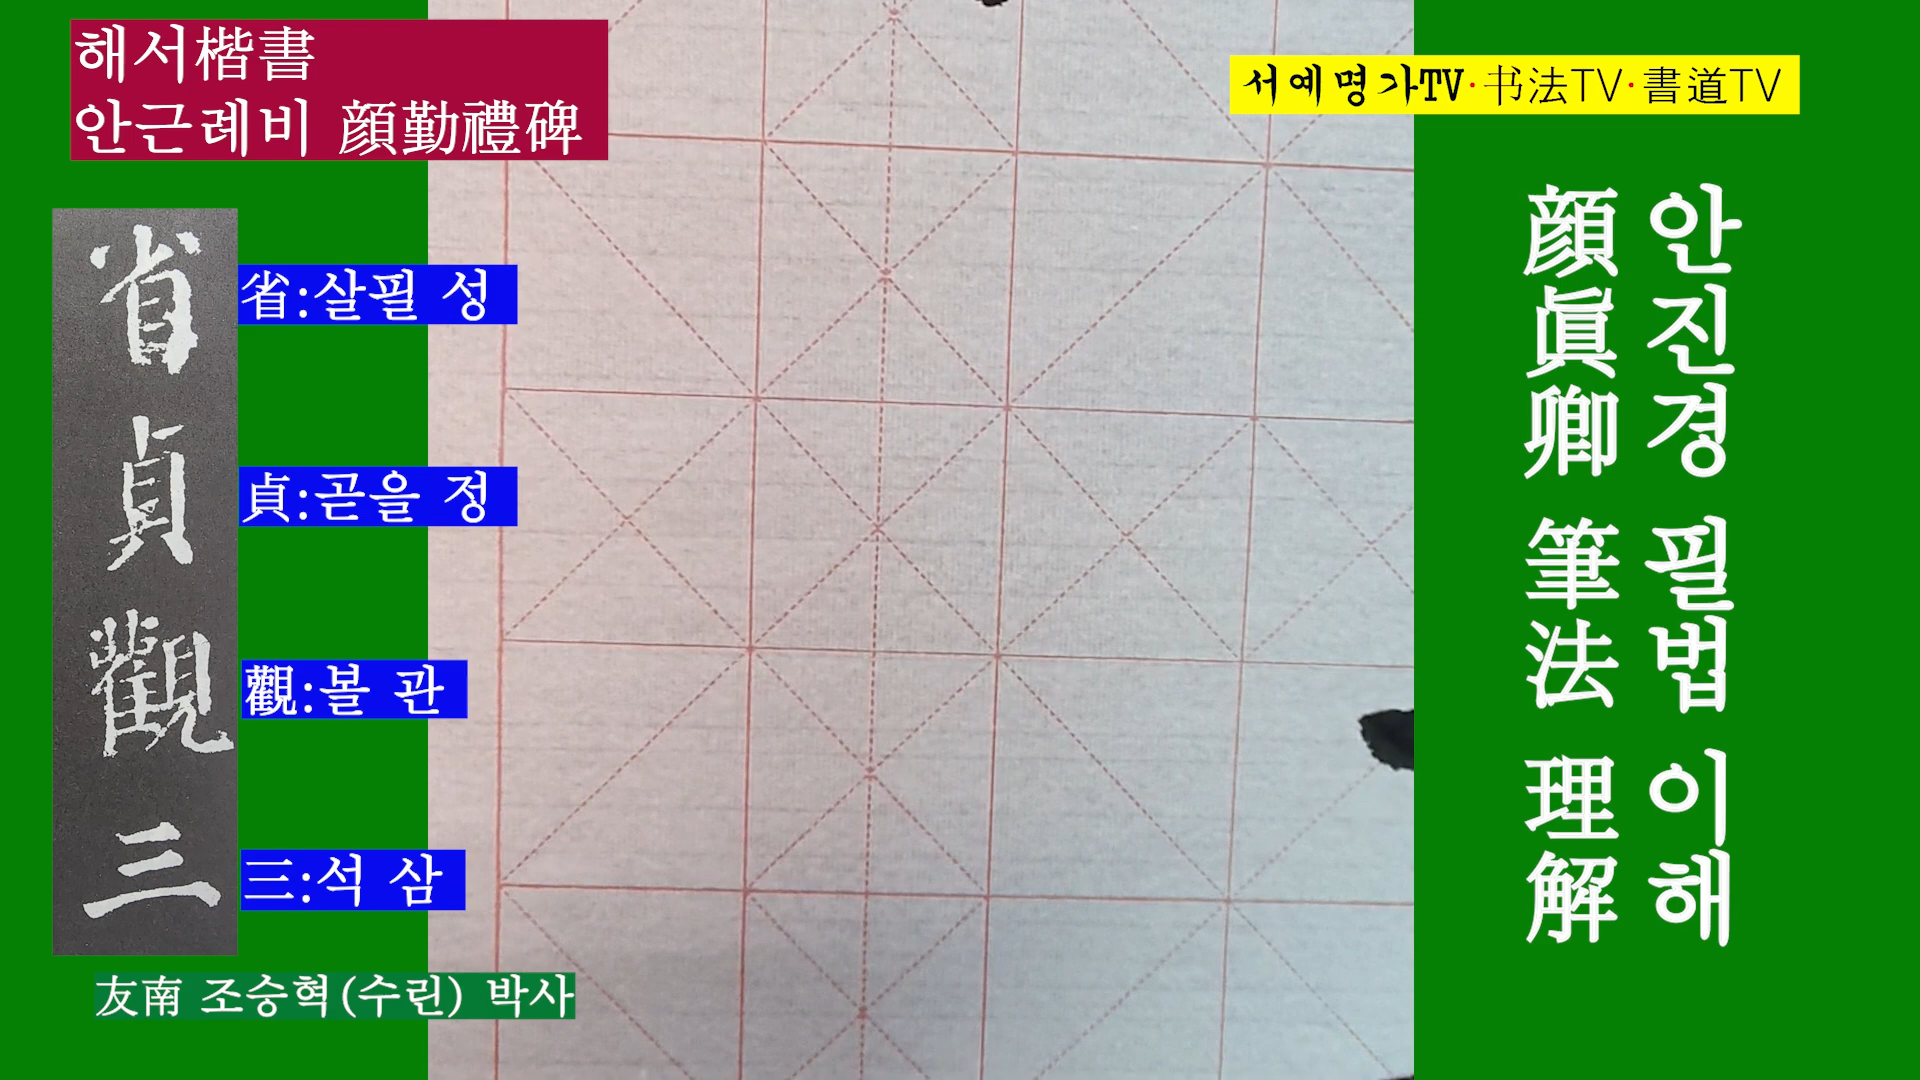 해서楷書
안근례비 顔勤禮碑
서예명가TV·书法TV·書道TV
省
貞
觀
三
省:살필 성
貞:곧을 정
觀:볼 관
三:석 삼
안진경 필법 이해
顔眞卿 筆法 理解
友南 조승혁(수린) 박사